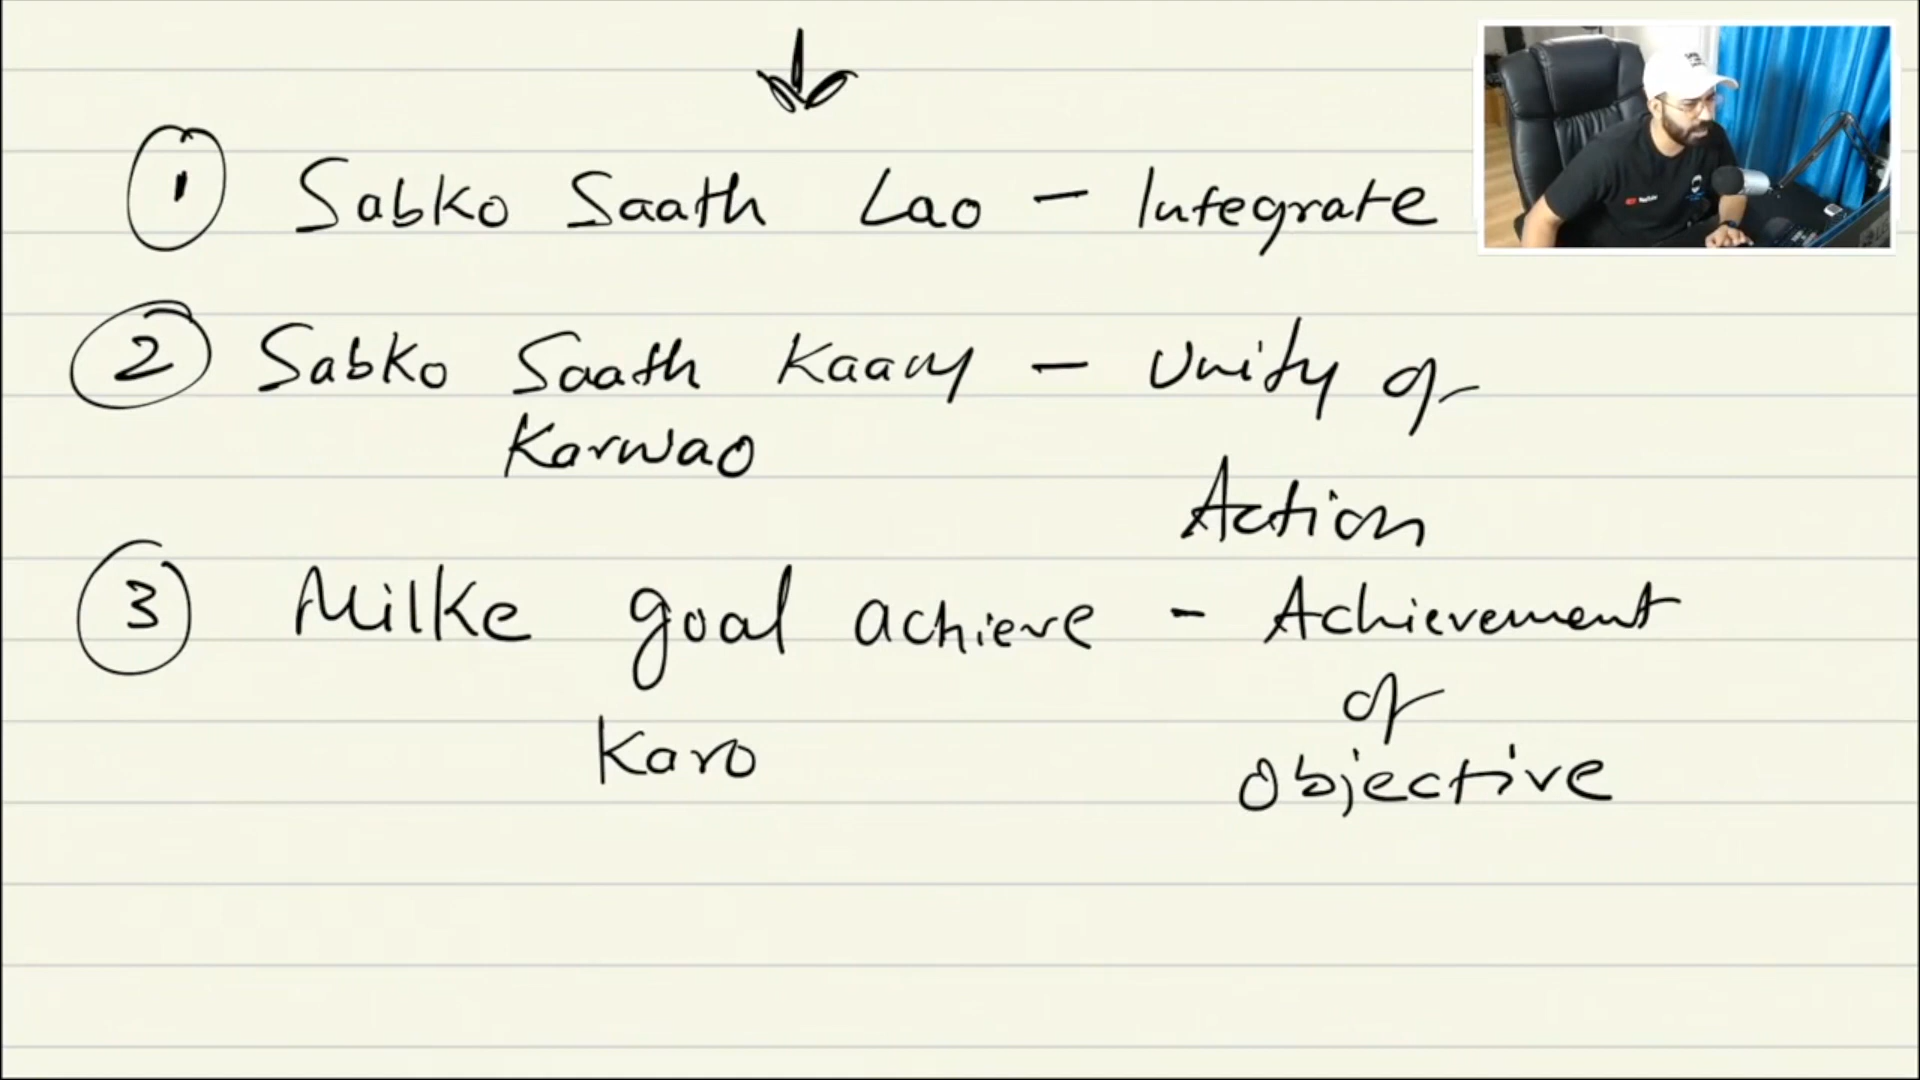 1 Sabko Saath Lao - Integrate
2 Sabko Saath Kaam - Unity of
Karwao
Action
3 Milke goal achieve - Achievement
of
Karo
Objective
YouTube